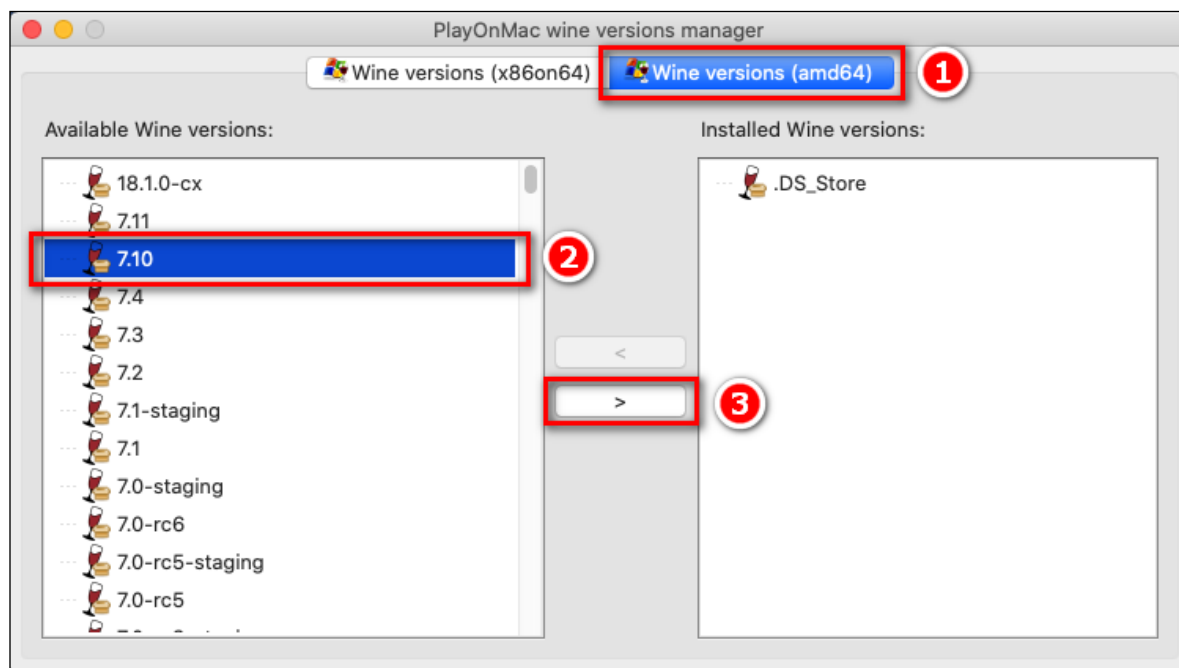 PlayOnMac wine versions manager
Wine versions (x86on64)
Wine versions (amd64)
1
Available Wine versions:
Installed Wine versions:
18.1.0-cx
7.11
7.10
2
7.4
7.3
7.2
7.1-staging
7.1
7.0-staging
7.0-rc6
7.0-rc5-staging
7.0-rc5
<
>
3
.DS_Store